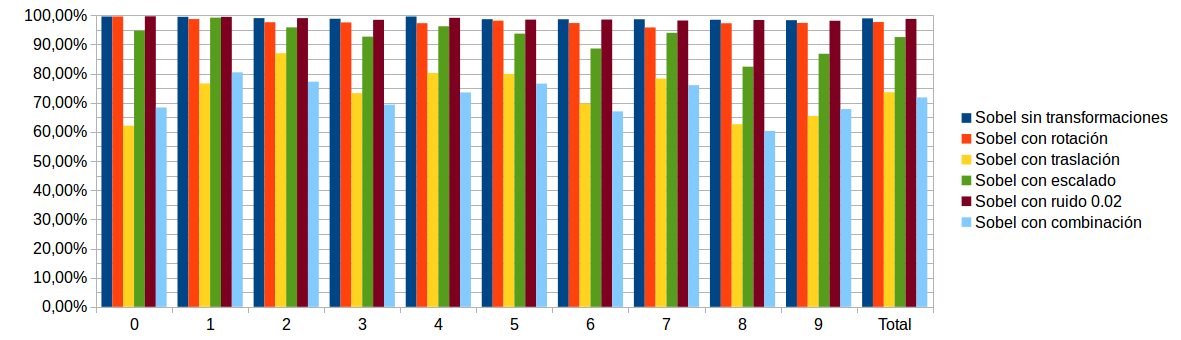 100,00%
90,00%
80,00%
70,00%
60,00%
50,00%
40,00%
30,00%
20,00%
10,00%
0,00%
0 1 2 3 4 5 6 7 8 9 Total
Sobel sin transformaciones
Sobel con rotación
Sobel con traslación
Sobel con escalado
Sobel con ruido 0.02
Sobel con combinación